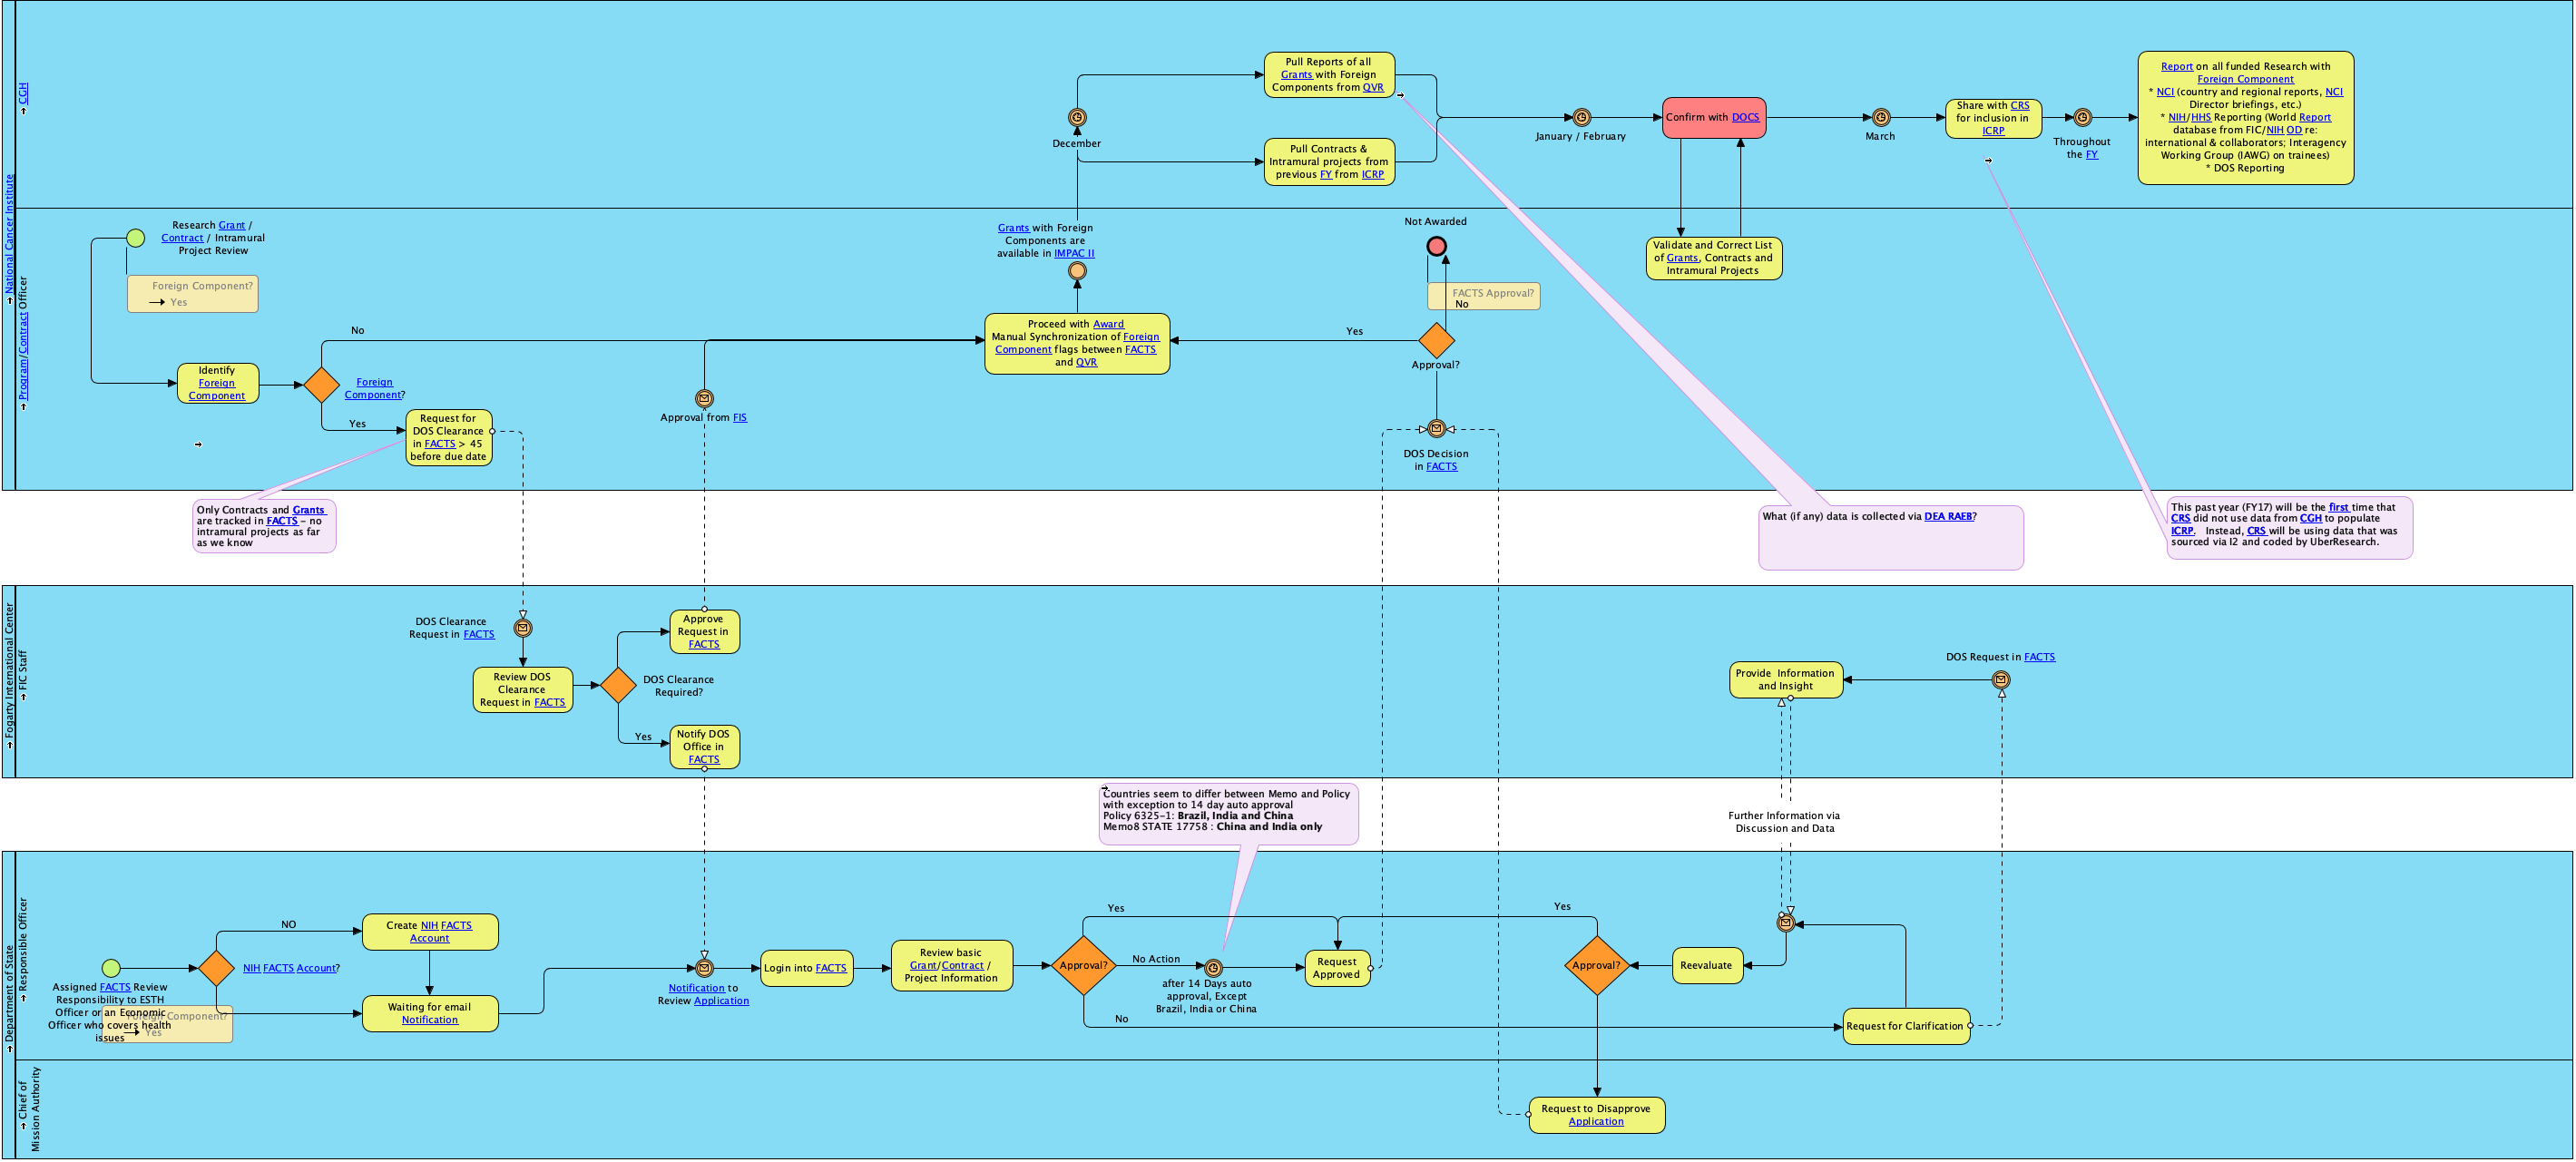 National Cancer Institute
CGH
Pull Reports of all
Grants with Foreign
Components from QVR
December
Pull Contracts &
Intramural projects from
previous FY from ICRP
January / February
Confirm with DOCS
March
Share with CRS
for inclusion in
ICRP
Throughout
the FY
Report on all funded Research with
Foreign Component
* NCI (country and regional reports, NCI
Director briefings, etc.)
* NIH/HHS Reporting (World Report
database from FIC/NIH OD re:
international & collaborators; Interagency
Working Group (IAWG) on trainees)
* DOS Reporting
Program/Contract Officer
Research Grant /
Contract / Intramural
Project Review
Foreign Component?
Yes
Identify
Foreign
Component
No
Foreign
Component?
Yes
Request for
DOS Clearance
in FACTS > 45
before due date
Approval from FIS
Grants with Foreign
Components are
available in IMPAC II
Proceed with Award
Manual Synchronization of Foreign
Component flags between FACTS
and QVR
Yes
Not Awarded
FACTS Approval?
No
Approval?
DOS Decision
in FACTS
Validate and Correct List
of Grants, Contracts and
Intramural Projects
Only Contracts and Grants
are tracked in FACTS - no
intramural projects as far
as we know
What (if any) data is collected via DEA RAEB?
This past year (FY17) will be the first time that
CRS did not use data from CGH to populate
ICRP. Instead, CRS will be using data that was
sourced via I2 and coded by UberResearch.
Fogarty International Center
FIC Staff
DOS Clearance
Request in FACTS
Review DOS
Clearance
Request in FACTS
DOS Clearance
Required?
Approve
Request in
FACTS
Yes
Notify DOS
Office in
FACTS
Provide Information
and Insight
DOS Request in FACTS
Countries seem to differ between Memo and Policy
with exception to 14 day auto approval
Policy 6325-1: Brazil, India and China
Memo8 STATE 17758 : China and India only
Further Information via
Discussion and Data
Department of State
Responsible Officer
Assigned FACTS Review
Responsibility to ESTH
Officer or an Economic
Officer who covers health
issues
Foreign Component?
Yes
NO
NIH FACTS Account?
Create NIH FACTS
Account
Waiting for email
Notification
Notification to
Review Application
Login into FACTS
Review basic
Grant/Contract /
Project Information
Yes
Approval?
No Action
No
after 14 Days auto
approval, Except
Brazil, India or China
Request
Approved
Yes
Approval?
Reevaluate
Request for Clarification
Chief of
Mission Authority
Request to Disapprove
Application